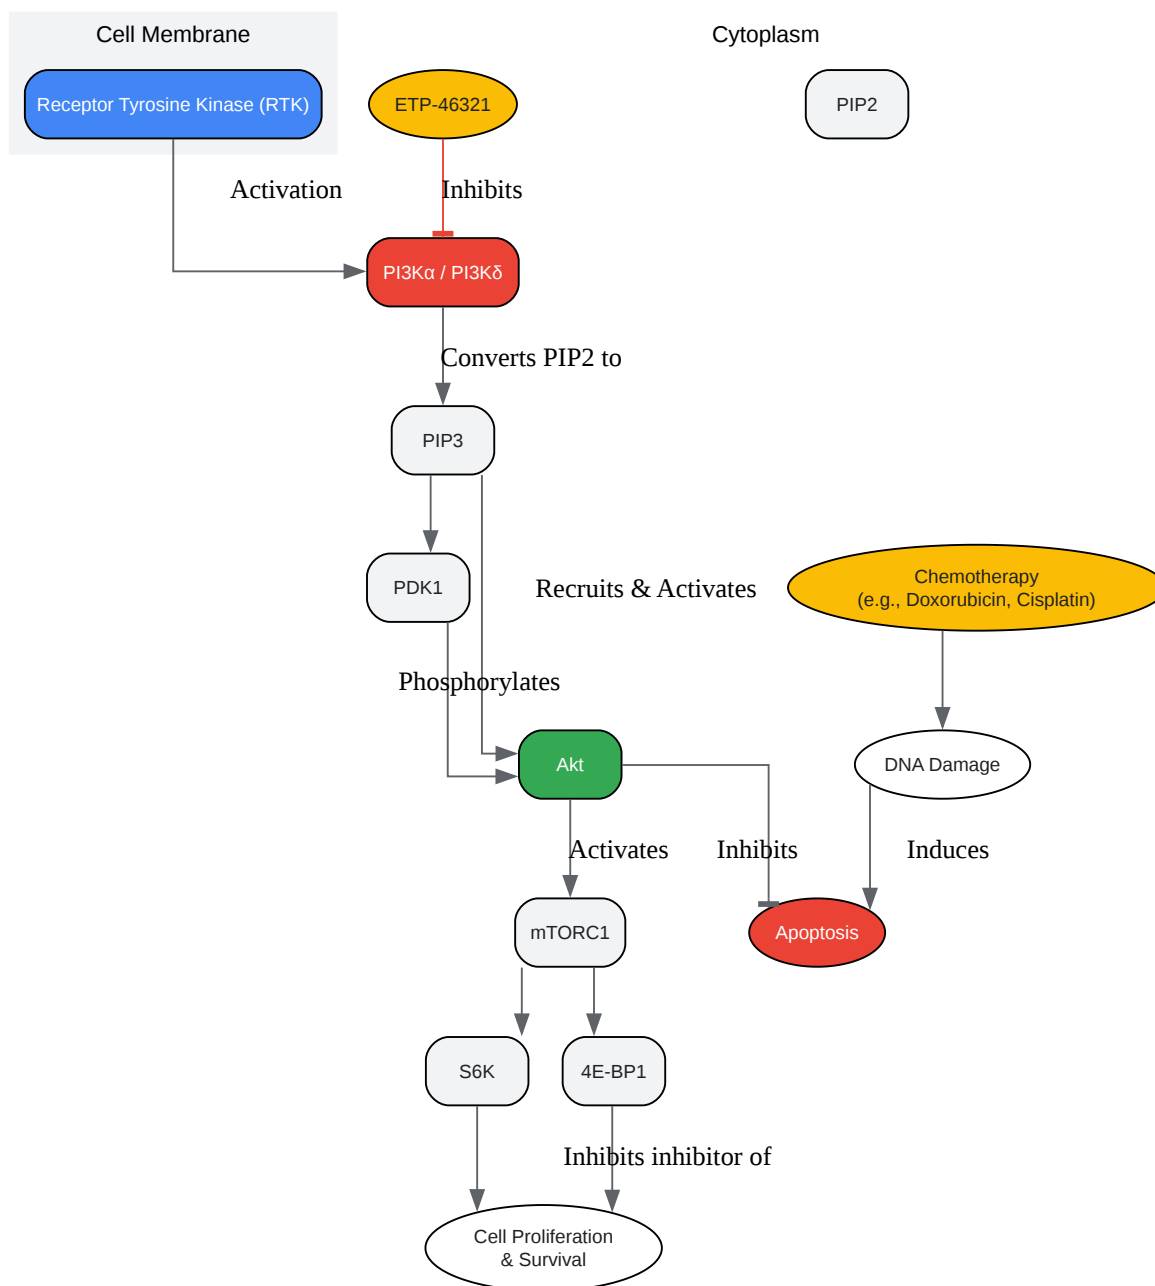 Cell Membrane
Cytoplasm
Receptor Tyrosine Kinase (RTK)
ETP-46321
PIP2
Activation
Inhibits
PI3Kα / PI3Kδ
Converts PIP2 to
PIP3
PDK1
Recruits & Activates
Chemotherapy
(e.g., Doxorubicin, Cisplatin)
Phosphorylates
Akt
DNA Damage
Activates
Inhibits
Induces
mTORC1
Apoptosis
S6K
4E-BP1
Inhibits inhibitor of
Cell Proliferation
& Survival